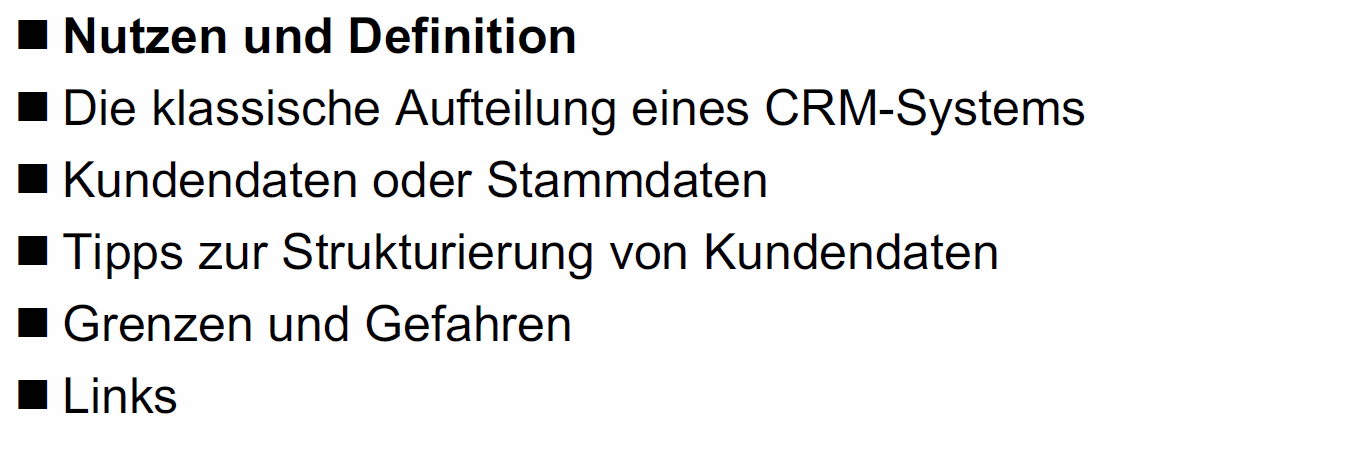 ■ Nutzen und Definition
■ Die klassische Aufteilung eines CRM-Systems
■ Kundendaten oder Stammdaten
■ Tipps zur Strukturierung von Kundendaten
■ Grenzen und Gefahren
■ Links